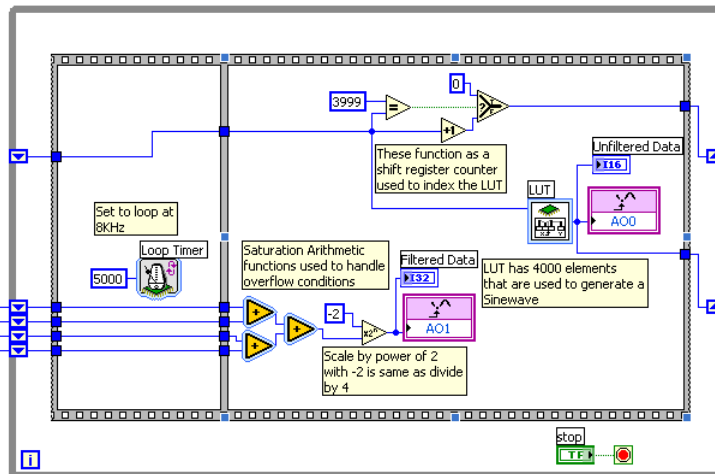 0
3999
=
?
+1
These function as a
shift register counter
used to index the LUT
Unfiltered Data
I16
LUT
AO0
Set to loop at
8KHz
Loop Timer
5000
Saturation Arithmetic
functions used to handle
overflow conditions
Filtered Data
I32
LUT has 4000 elements
that are used to generate a
Sinewave
-2
x2ⁿ
AO1
Scale by power of 2
with -2 is same as divide
by 4
stop
TF
i